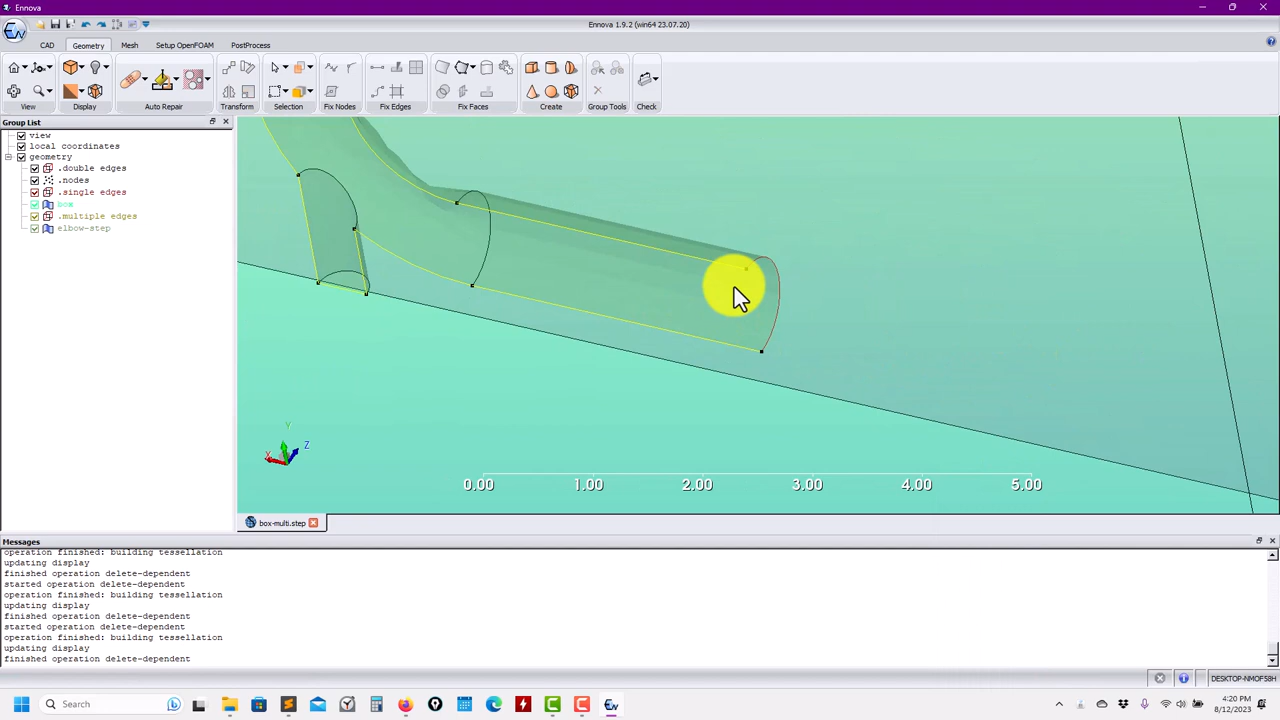 Ennova
Ennova 1.9.2 (win64 23.07.20)
CAD
Geometry
Mesh
Setup OpenFOAM
PostProcess
View
Display
Auto Repair
Transform
Selection
Fix Nodes
Fix Edges
Fix Faces
Create
Group Tools
Check
Group List
view
local coordinates
geometry
.double edges
.nodes
.single edges
box
.multiple edges
elbow-step
Y
Z
X
0.00 1.00 2.00 3.00 4.00 5.00
box-multi.step
Messages
operation finished: building tessellation
updating display
finished operation delete-dependent
started operation delete-dependent
operation finished: building tessellation
updating display
finished operation delete-dependent
started operation delete-dependent
operation finished: building tessellation
updating display
finished operation delete-dependent
DESKTOP-NMOF58H
Search
5:20 PM
8/12/2023